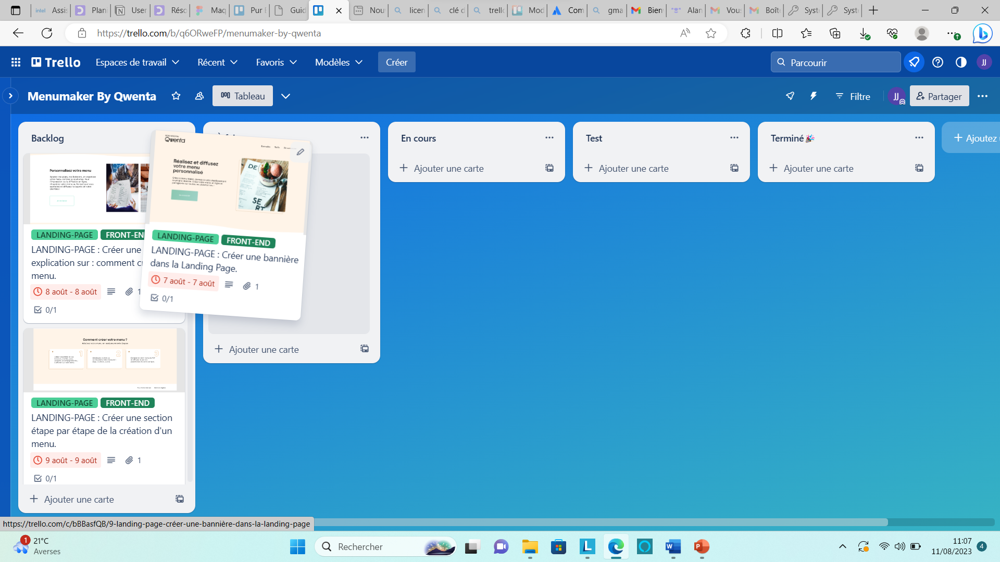 Assis
Plani
User
Réso
Maq
Pur B
Guid
Nouv
licen
clé d
trello
Mod
Com
gma
Bien
Alan
Vous
Boît
Syst
Syst
https://trello.com/b/q6ORweFP/menumaker-by-qwenta
Trello
Espaces de travail
Récent
Favoris
Modèles
Créer
Parcourir
JJ
Menumaker By Qwenta
Tableau
Filtre
JJ
Partager
Backlog
Personnalisez votre menu
LANDING-PAGE FRONT-EN
LANDING-PAGE : Créer une
explication sur : comment c
menu.
8 août - 8 août 1
0/1
Comment créer votre menu ?
1
2
3
LANDING-PAGE FRONT-END
LANDING-PAGE : Créer une section
étape par étape de la création d'un
menu.
9 août - 9 août 1
0/1
Ajouter une carte
Qwenta
Réalisez et diffusez
votre menu
personnalisé
DE
SE
RT
LANDING-PAGE FRONT-END
LANDING-PAGE : Créer une bannière
dans la Landing Page.
7 août - 7 août 1
0/1
Ajouter une carte
En cours
Ajouter une carte
Test
Ajouter une carte
Terminé
Ajouter une carte
Ajoutez
https://trello.com/c/bBBasfQB/9-landing-page-créer-une-bannière-dans-la-landing-page
1
21°C
Averses
Rechercher
11:07
11/08/2023
4